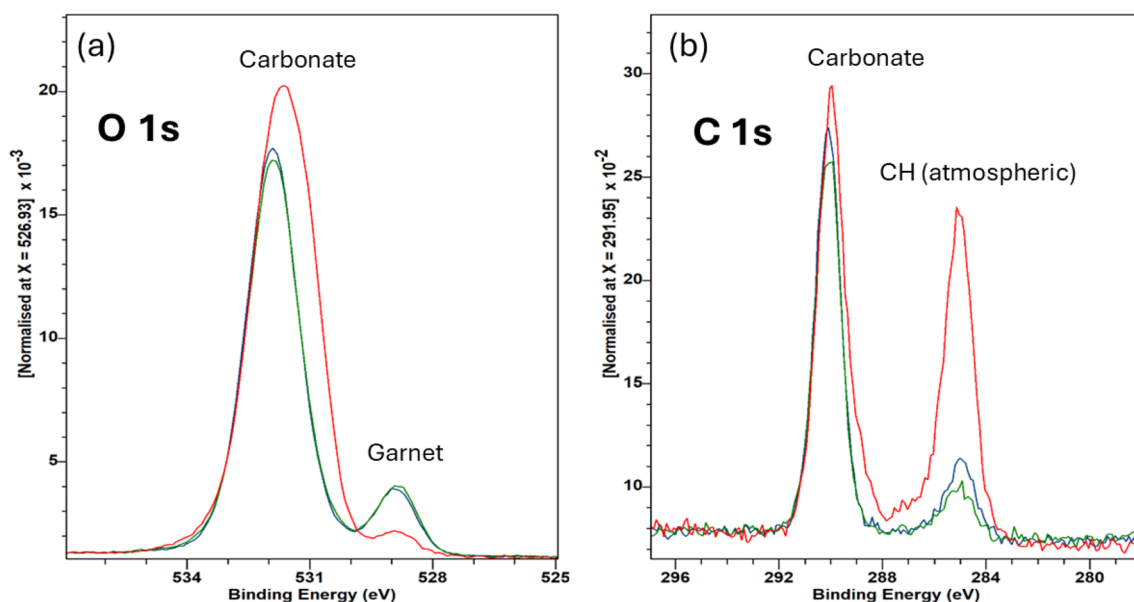 (a)
Carbonate
O 1s
Garnet
[Normalised at X = 526.93] x 10⁻³
20
15
10
5
534
531
528
525
Binding Energy (eV)
(b)
Carbonate
C 1s
CH (atmospheric)
[Normalised at X = 291.95] x 10⁻²
30
25
20
15
10
296
292
288
284
280
Binding Energy (eV)